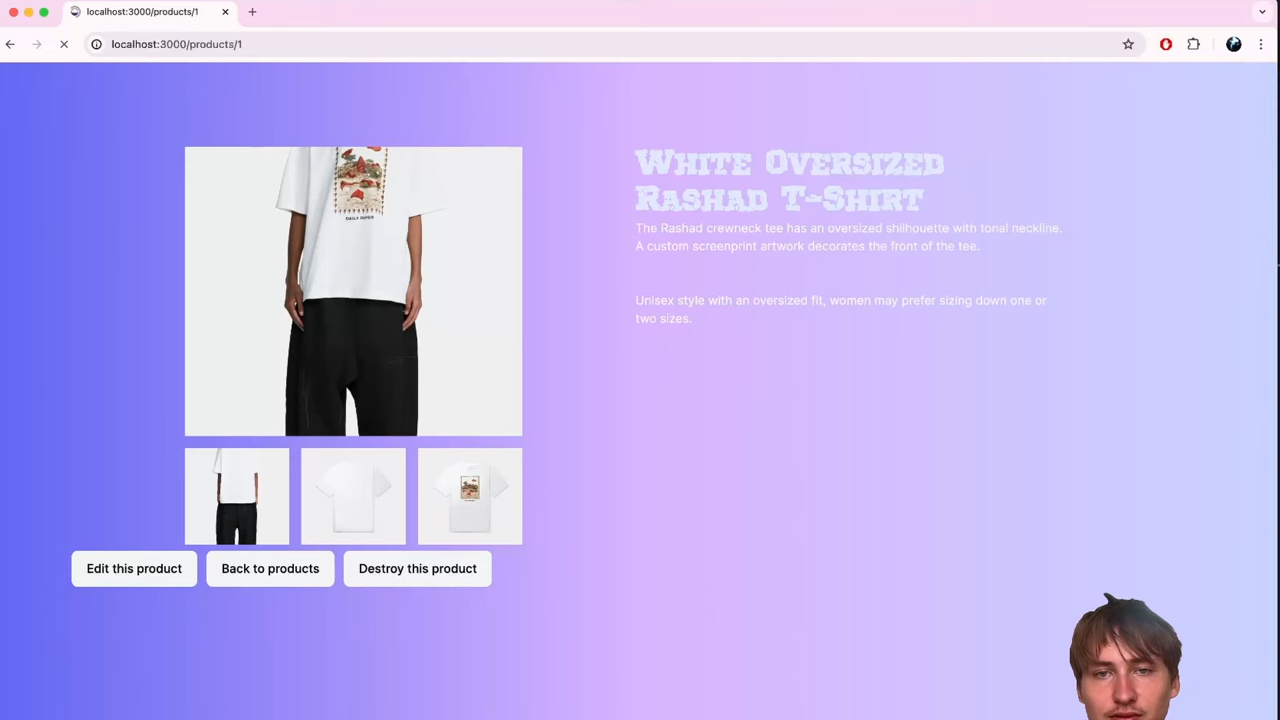 localhost:3000/products/1
localhost:3000/products/1
White Oversized
Rashad T-Shirt
The Rashad crewneck tee has an oversized shilhouette with tonal neckline.
A custom screenprint artwork decorates the front of the tee.
Unisex style with an oversized fit, women may prefer sizing down one or
two sizes.
DAILY PAPER
Edit this product
Back to products
Destroy this product